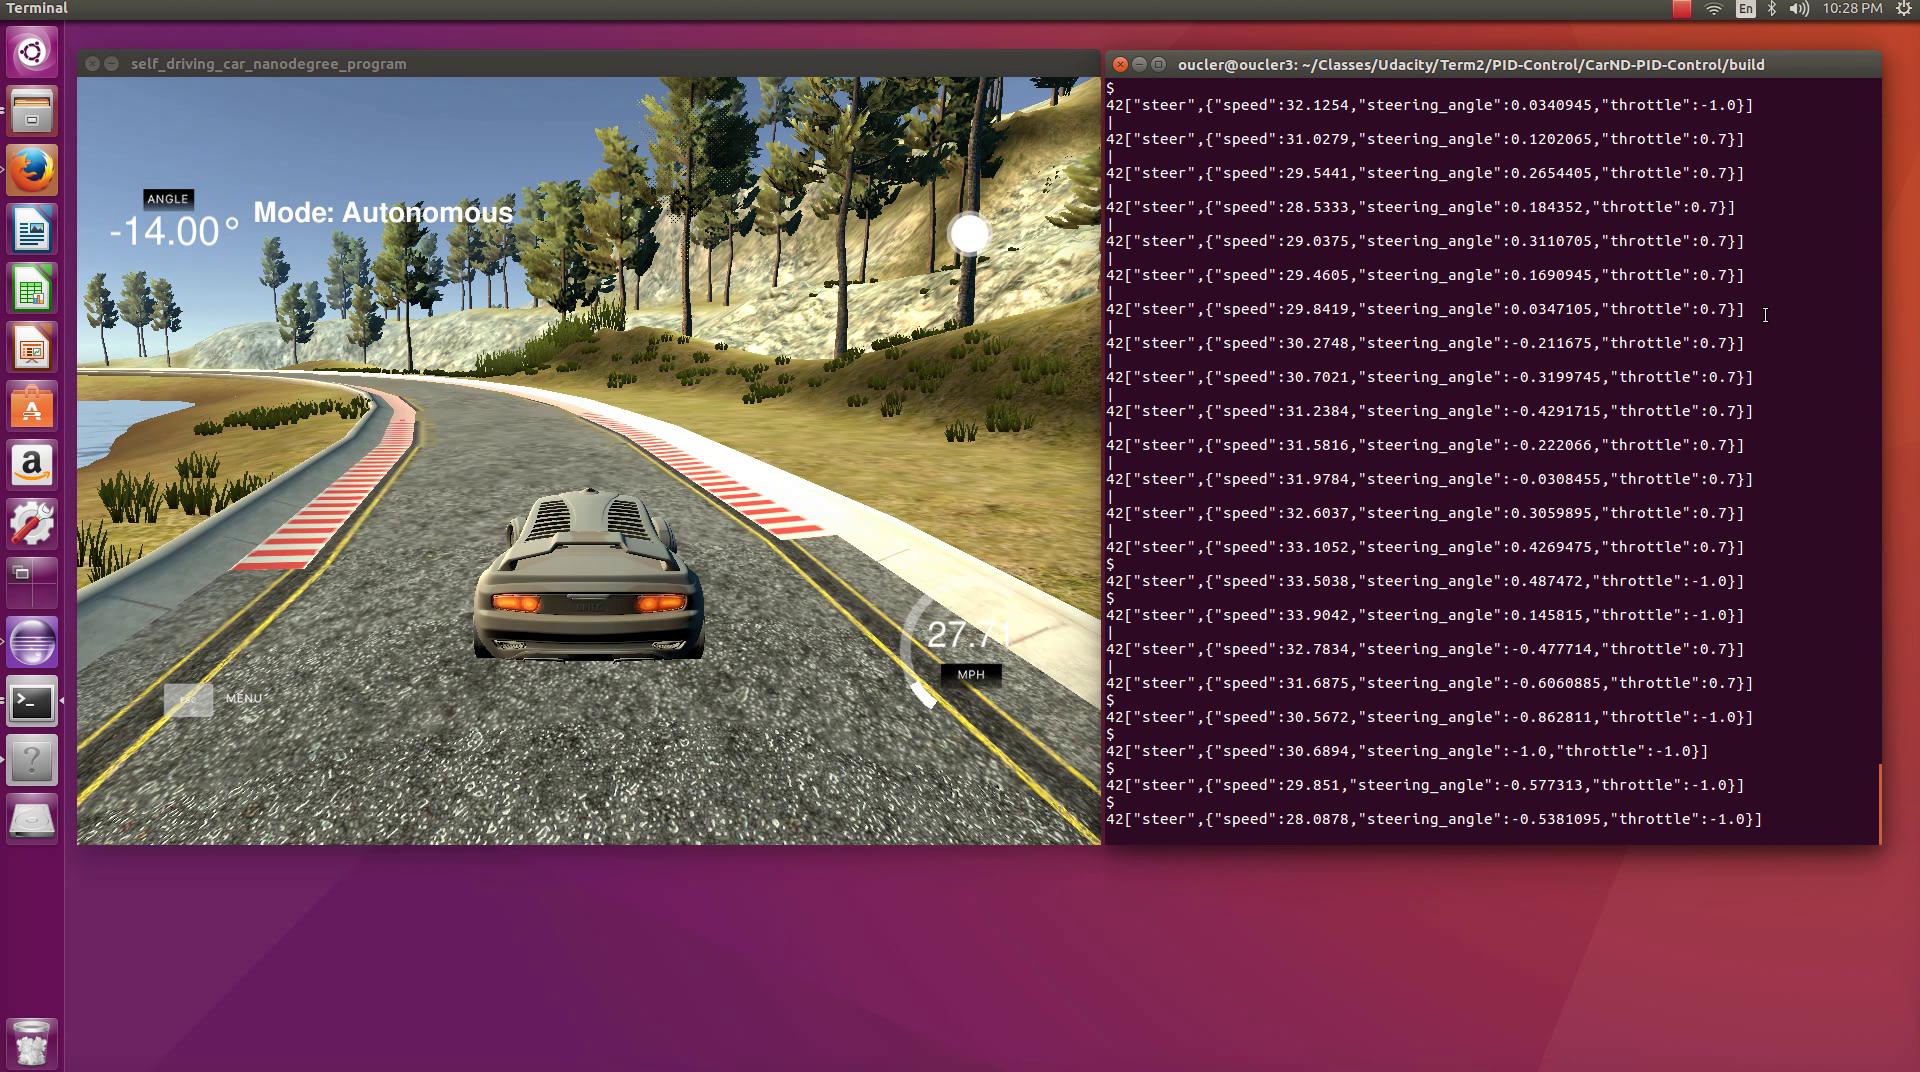 Terminal
En
10:28 PM
self_driving_car_nanodegree_program
ANGLE
-14.00°
Mode: Autonomous
27.71
MPH
ESC
MENU
oucler@oucler3: ~/Classes/Udacity/Term2/PID-Control/CarND-PID-Control/build
$
42["steer",{"speed":32.1254,"steering_angle":0.0340945,"throttle":-1.0}]
|
42["steer",{"speed":31.0279,"steering_angle":0.1202065,"throttle":0.7}]
|
42["steer",{"speed":29.5441,"steering_angle":0.2654405,"throttle":0.7}]
|
42["steer",{"speed":28.5333,"steering_angle":0.184352,"throttle":0.7}]
|
42["steer",{"speed":29.0375,"steering_angle":0.3110705,"throttle":0.7}]
|
42["steer",{"speed":29.4605,"steering_angle":0.1690945,"throttle":0.7}]
|
42["steer",{"speed":29.8419,"steering_angle":0.0347105,"throttle":0.7}]
|
42["steer",{"speed":30.2748,"steering_angle":-0.211675,"throttle":0.7}]
|
42["steer",{"speed":30.7021,"steering_angle":-0.3199745,"throttle":0.7}]
|
42["steer",{"speed":31.2384,"steering_angle":-0.4291715,"throttle":0.7}]
|
42["steer",{"speed":31.5816,"steering_angle":-0.222066,"throttle":0.7}]
|
42["steer",{"speed":31.9784,"steering_angle":-0.0308455,"throttle":0.7}]
|
42["steer",{"speed":32.6037,"steering_angle":0.3059895,"throttle":0.7}]
|
42["steer",{"speed":33.1052,"steering_angle":0.4269475,"throttle":0.7}]
$
42["steer",{"speed":33.5038,"steering_angle":0.487472,"throttle":-1.0}]
$
42["steer",{"speed":33.9042,"steering_angle":0.145815,"throttle":-1.0}]
|
42["steer",{"speed":32.7834,"steering_angle":-0.477714,"throttle":0.7}]
|
42["steer",{"speed":31.6875,"steering_angle":-0.6060885,"throttle":0.7}]
$
42["steer",{"speed":30.5672,"steering_angle":-0.862811,"throttle":-1.0}]
$
42["steer",{"speed":30.6894,"steering_angle":-1.0,"throttle":-1.0}]
$
42["steer",{"speed":29.851,"steering_angle":-0.577313,"throttle":-1.0}]
$
42["steer",{"speed":28.0878,"steering_angle":-0.5381095,"throttle":-1.0}]